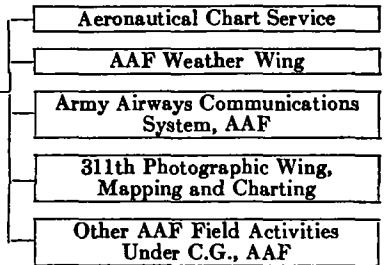 Aeronautical Chart Service
AAF Weather Wing
Army Airways Communications
System, AAF
311th Photographic Wing,
Mapping and Charting
Other AAF Field Activities
Under C.G., AAF